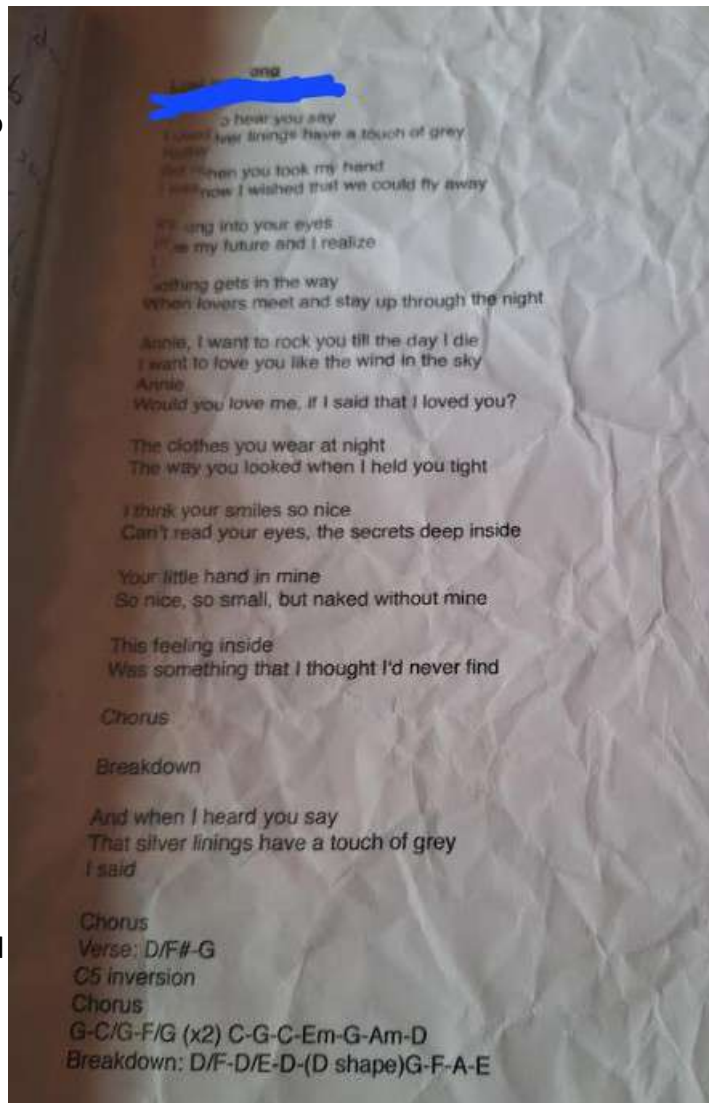 ong
hear you say
linings have a touch of grey
when you took my hand
now I wished that we could fly away
into your eyes
my future and I realize
gets in the way
When lovers meet and stay up through the night
Annie, I want to rock you till the day I die
I want to love you like the wind in the sky
Annie
Would you love me, if I said that I loved you?
The clothes you wear at night
The way you looked when I held you tight
I think your smiles so nice
Can't read your eyes, the secrets deep inside
Your little hand in mine
So nice, so small, but naked without mine
This feeling inside
Was something that I thought I'd never find
Chorus
Breakdown
And when I heard you say
That silver linings have a touch of grey
I said
Chorus
Verse: D/F#-G
C5 inversion
Chorus
G-C/G-F/G (x2) C-G-C-Em-G-Am-D
Breakdown: D/F-D/E-D-(D shape)G-F-A-E